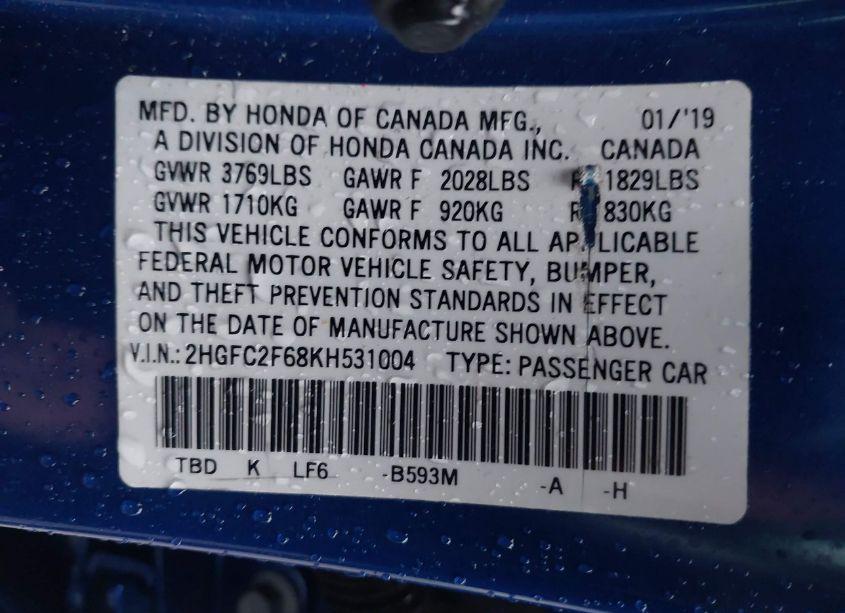 MFD. BY HONDA OF CANADA MFG., 01/'19
A DIVISION OF HONDA CANADA INC. CANADA
GVWR 3769LBS GAWR F 2028LBS R 1829LBS
GVWR 1710KG GAWR F 920KG R 830KG
THIS VEHICLE CONFORMS TO ALL APPLICABLE
FEDERAL MOTOR VEHICLE SAFETY, BUMPER,
AND THEFT PREVENTION STANDARDS IN EFFECT
ON THE DATE OF MANUFACTURE SHOWN ABOVE.
V.I.N.: 2HGFC2F68KH531004 TYPE: PASSENGER CAR
TBD K LF6 -B593M -A -H